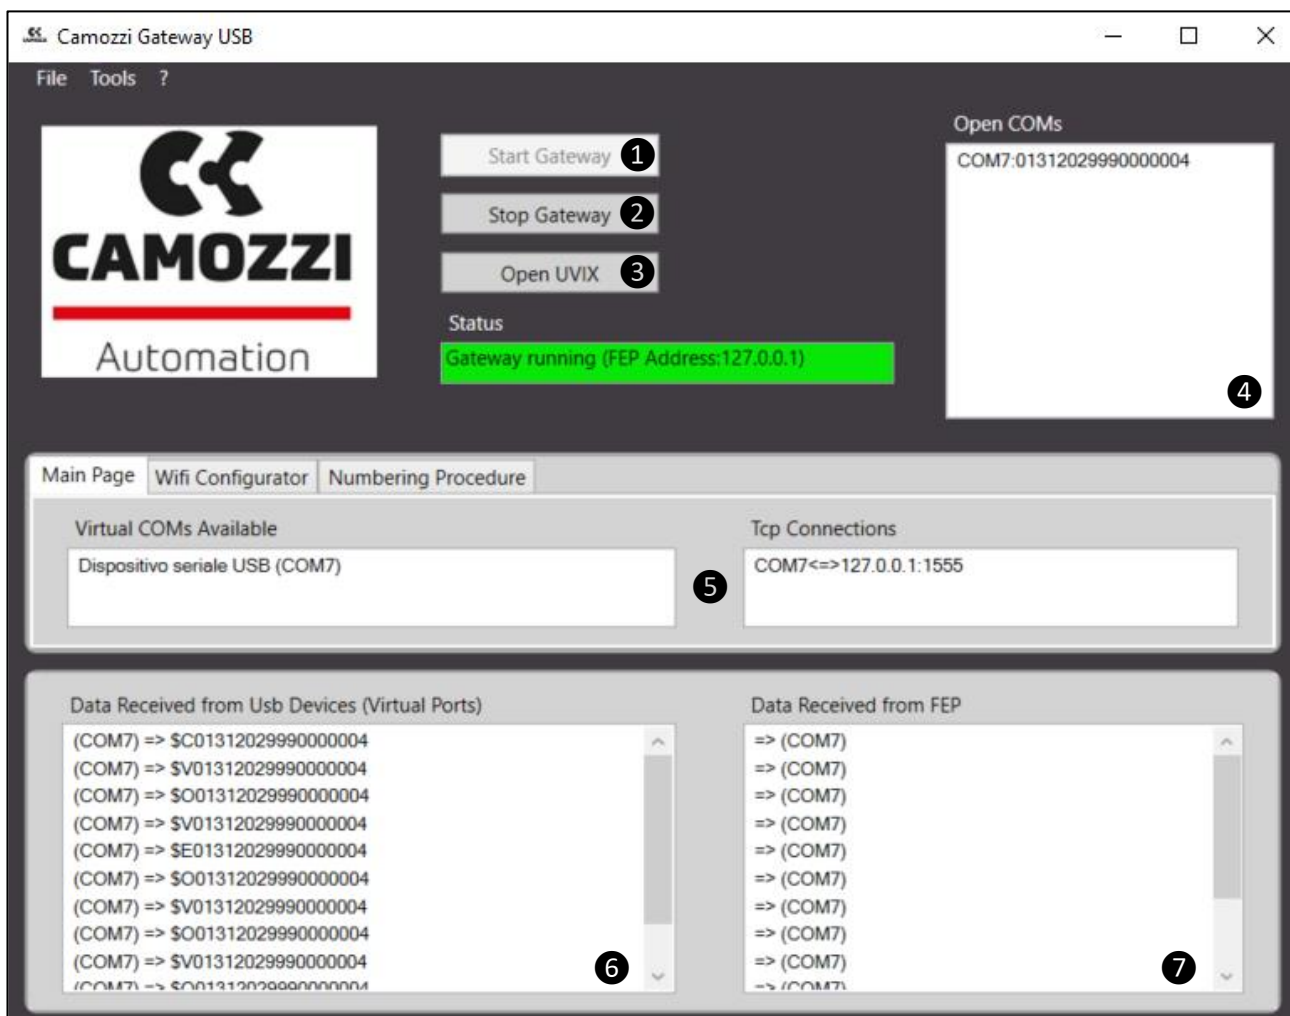 Camozzi Gateway USB
File Tools ?
CAMOZZI
Automation
Start Gateway 1
Stop Gateway 2
Open UVIX 3
Status
Gateway running (FEP Address:127.0.0.1)
Open COMs
COM7:01312029990000004
4
Main Page Wifi Configurator Numbering Procedure
Virtual COMs Available
Dispositivo seriale USB (COM7)
5
Tcp Connections
COM7<=>127.0.0.1:1555
Data Received from Usb Devices (Virtual Ports)
(COM7) => $C01312029990000004
(COM7) => $V01312029990000004
(COM7) => $O01312029990000004
(COM7) => $V01312029990000004
(COM7) => $E01312029990000004
(COM7) => $O01312029990000004
(COM7) => $V01312029990000004
(COM7) => $O01312029990000004
(COM7) => $V01312029990000004
(COM7) => $O01312029990000004
6
Data Received from FEP
=> (COM7)
=> (COM7)
=> (COM7)
=> (COM7)
=> (COM7)
=> (COM7)
=> (COM7)
=> (COM7)
=> (COM7)
=> (COM7)
7